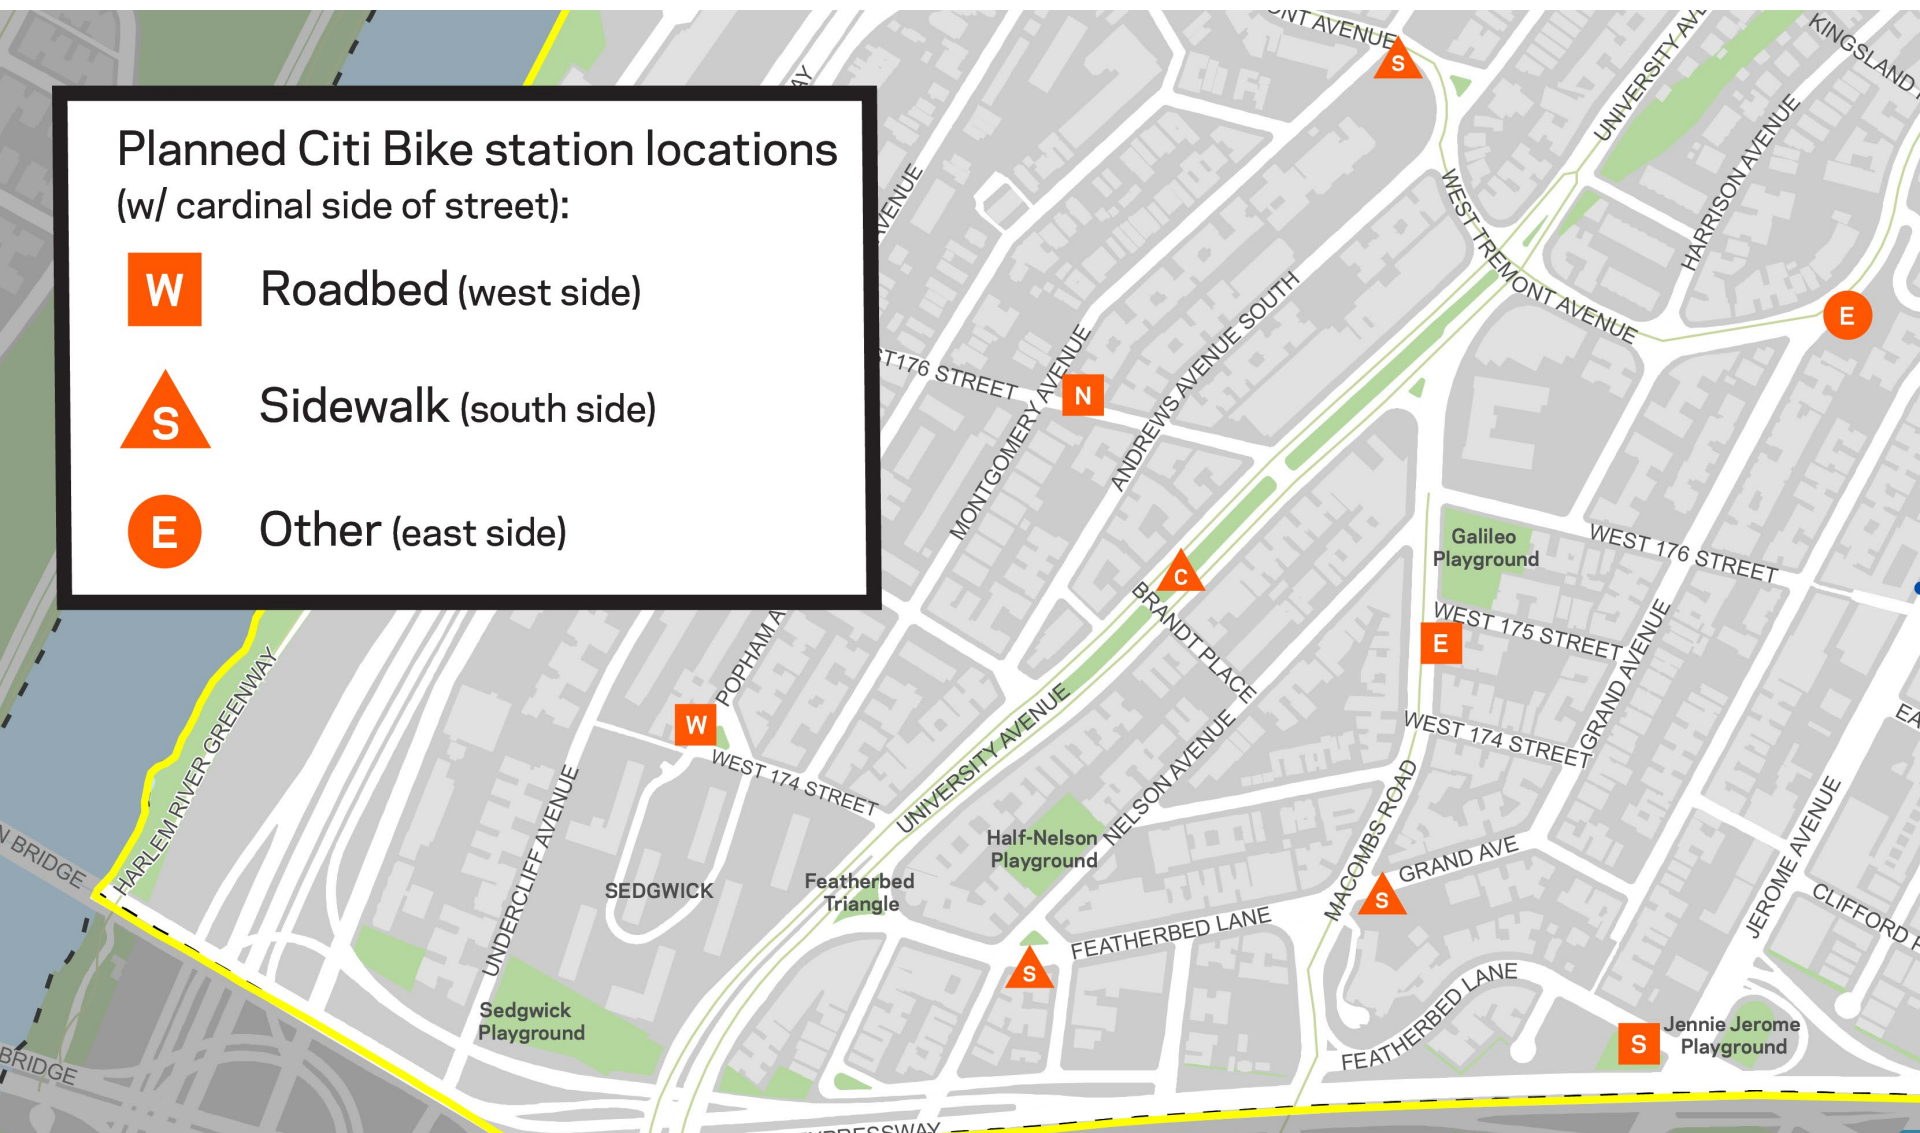 Planned Citi Bike station locations
(w/ cardinal side of street):
W Roadbed (west side)
S Sidewalk (south side)
E Other (east side)
AVENUE
S
UNIVERSITY
KINGSLAND
HARRISON AVENUE
WEST TREMONT AVENUE
E
AVENUE
176 STREET
MONTGOMERY AVENUE
N
ANDREWS AVENUE SOUTH
Galileo
Playground
WEST 176 STREET
C
BRANDT PLACE
WEST 175 STREET
E
GRAND AVENUE
WEST 174 STREET
POPHAM
W
WEST 174 STREET
UNIVERSITY AVENUE
NELSON AVENUE
Half-Nelson
Playground
HARLEM RIVER GREENWAY
BRIDGE
UNDERCLIFF AVENUE
SEDGWICK
Featherbed
Triangle
MACOMBS ROAD
GRAND AVE
S
JEROME AVENUE
CLIFFORD
FEATHERBED LANE
S
FEATHERBED LANE
Sedgwick
Playground
S
Jennie Jerome
Playground
BRIDGE